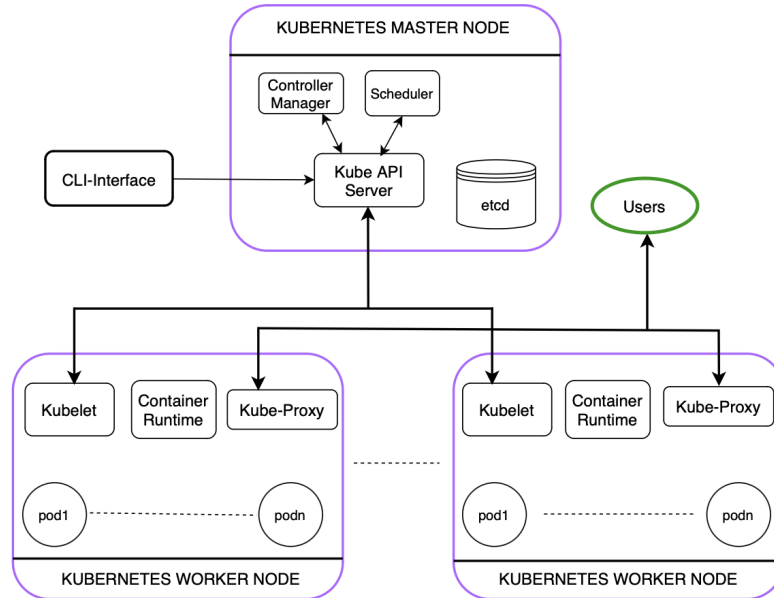 KUBERNETES MASTER NODE
Controller
Manager
Scheduler
CLI-Interface
Kube API
Server
etcd
Users
Kubelet
Container
Runtime
Kube-Proxy
Kubelet
Container
Runtime
Kube-Proxy
pod1
podn
pod1
podn
KUBERNETES WORKER NODE
KUBERNETES WORKER NODE